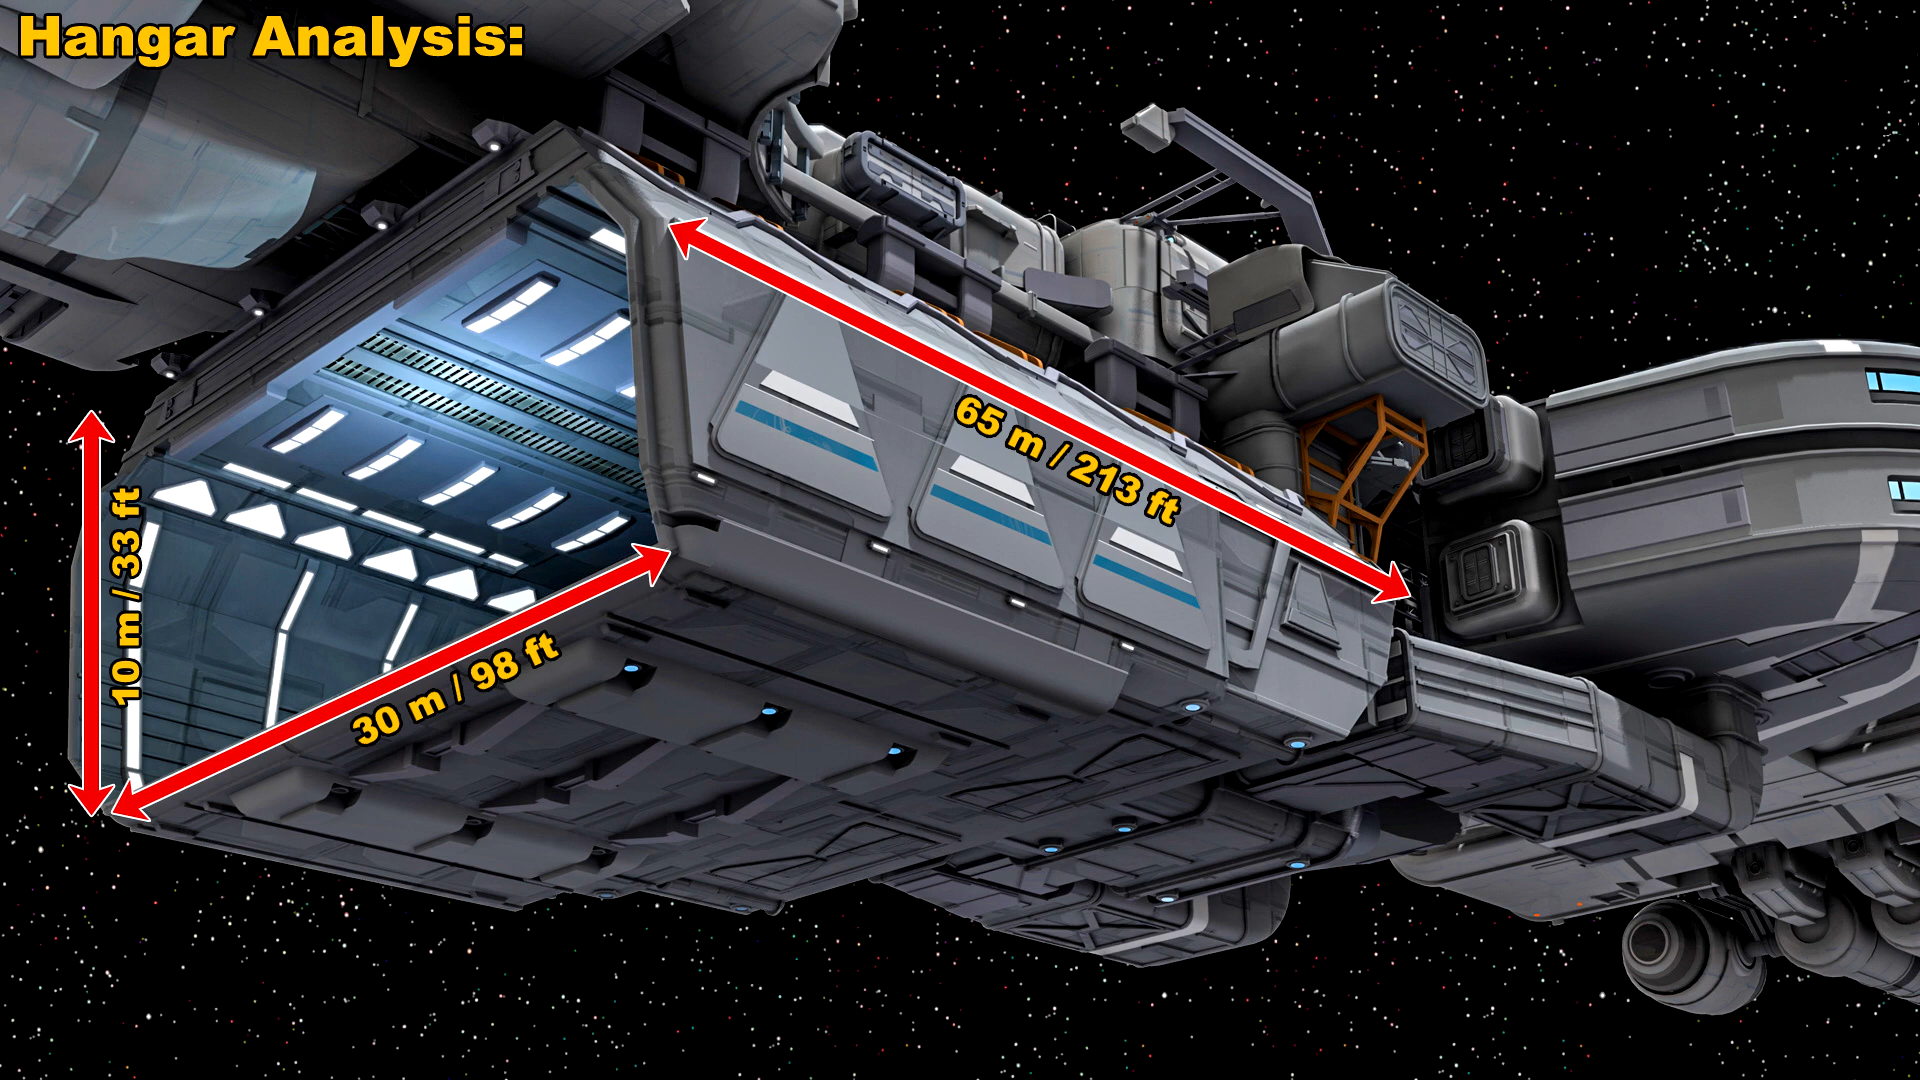 Hangar Analysis:
65 m / 213 ft
10 m / 33 ft
30 m / 98 ft